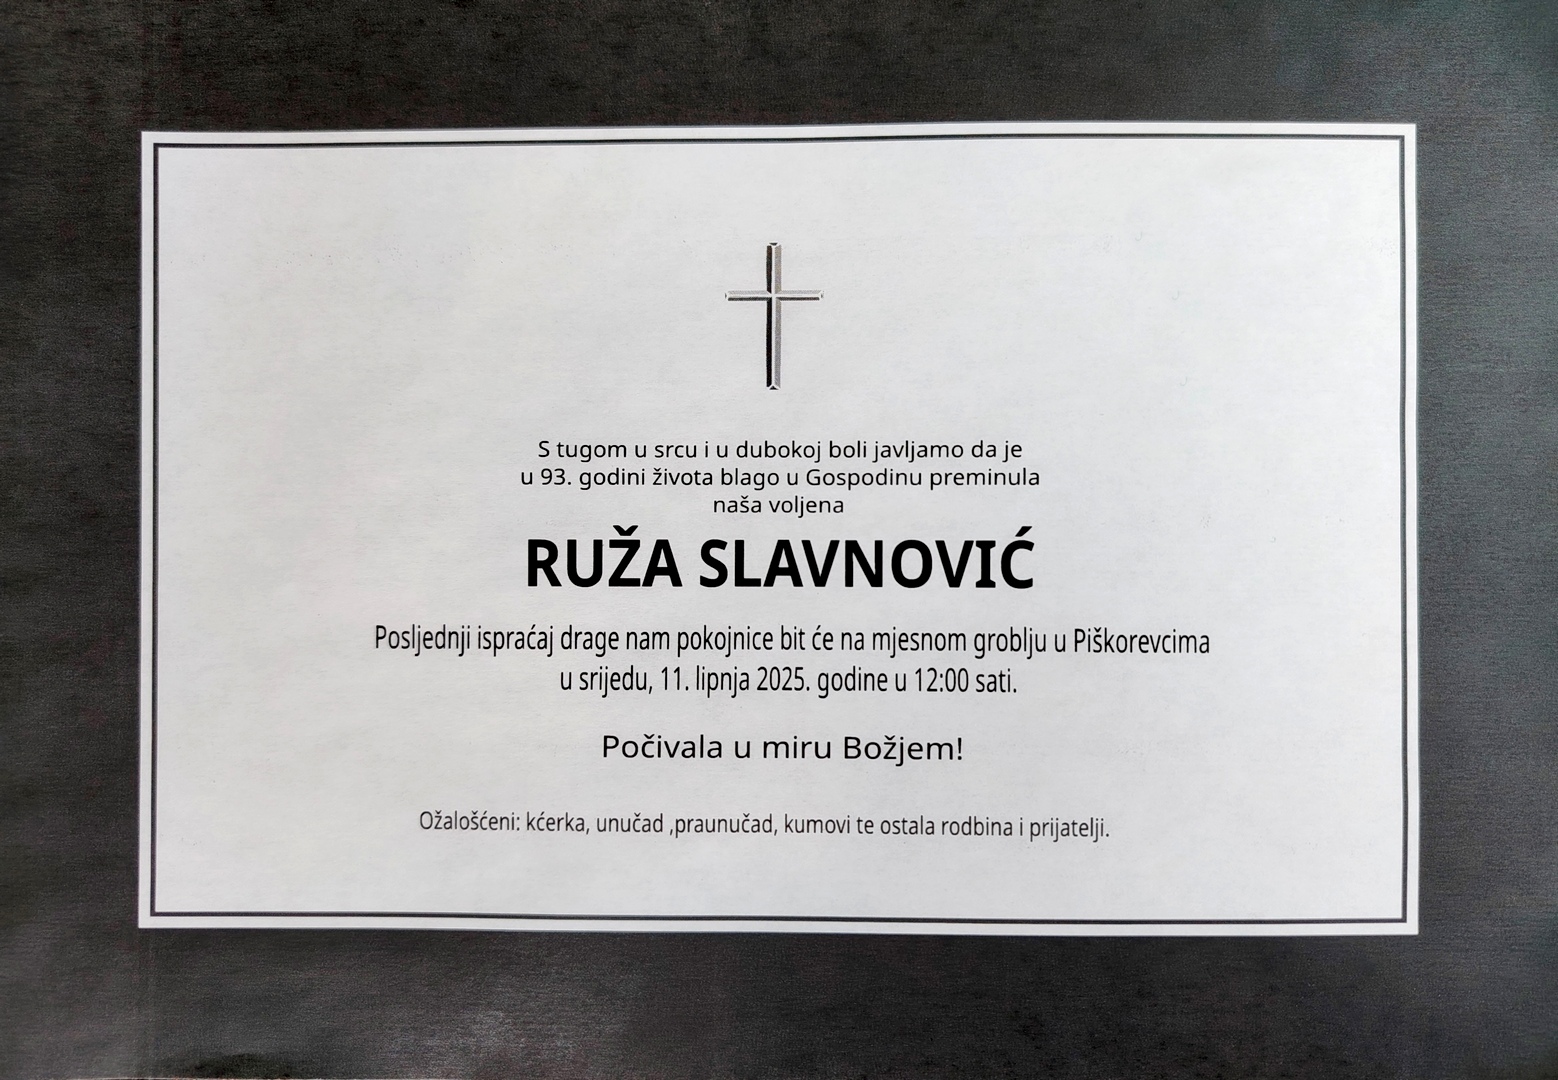 S tugom u srcu i u dubokoj boli javljamo da je
u 93. godini života blago u Gospodinu preminula
naša voljena
RUŽA SLAVNOVIĆ
Posljednji ispraćaj drage nam pokojnice bit će na mjesnom groblju u Piškorevcima
u srijedu, 11. lipnja 2025. godine u 12:00 sati.
Počivala u miru Božjem!
Ožalošćeni: kćerka, unučad ,praunučad, kumovi te ostala rodbina i prijatelji.